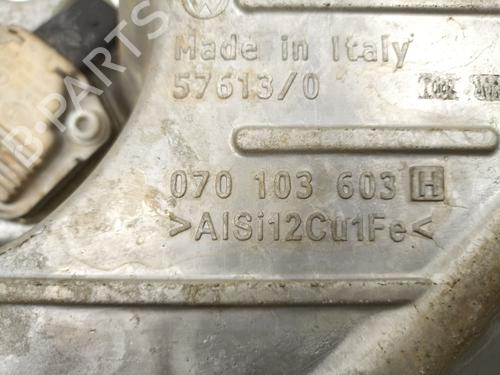 Made in Italy
57613/0
070 103 603 H
>AlSi12Cu1Fe<
B-PARTS